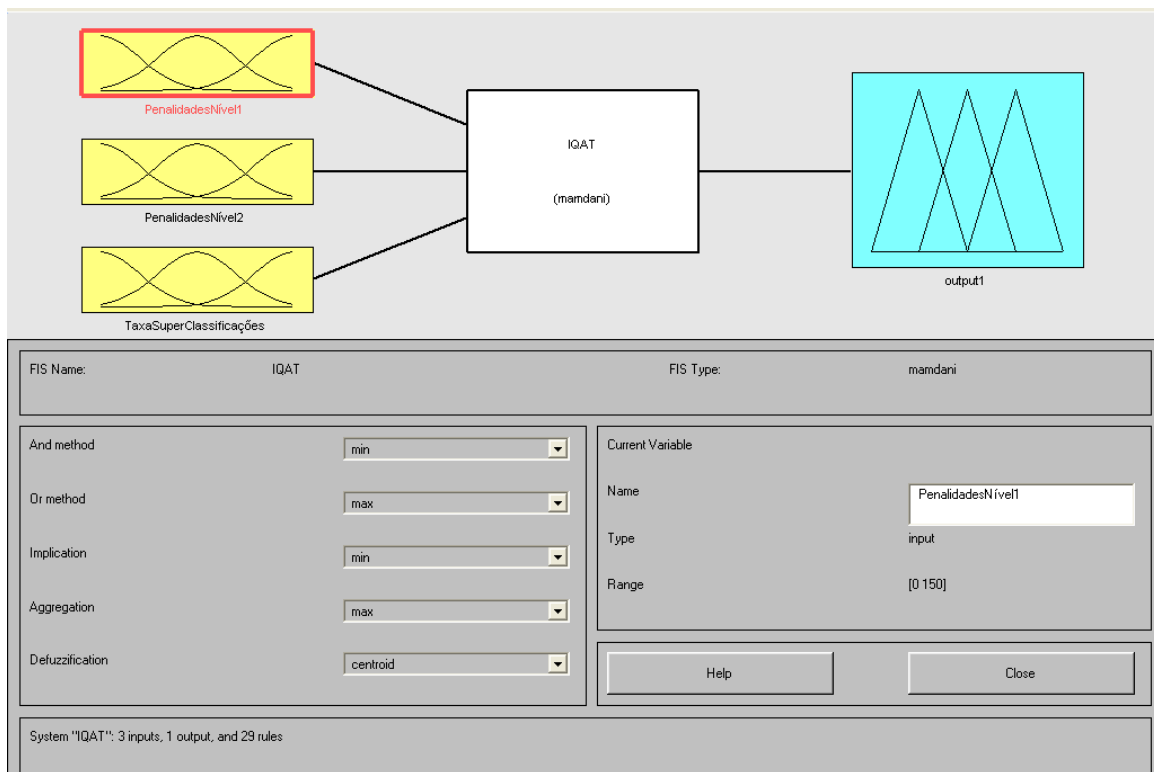 PenalidadesNível1
PenalidadesNível2
TaxaSuperClassificações
IQAT
(mamdani)
output1
FIS Name:
IQAT
FIS Type:
mamdani
And method
min
Or method
max
Implication
min
Aggregation
max
Defuzzification
centroid
Current Variable
Name
PenalidadesNível1
Type
input
Range
[0 150]
Help
Close
System "IQAT": 3 inputs, 1 output, and 29 rules